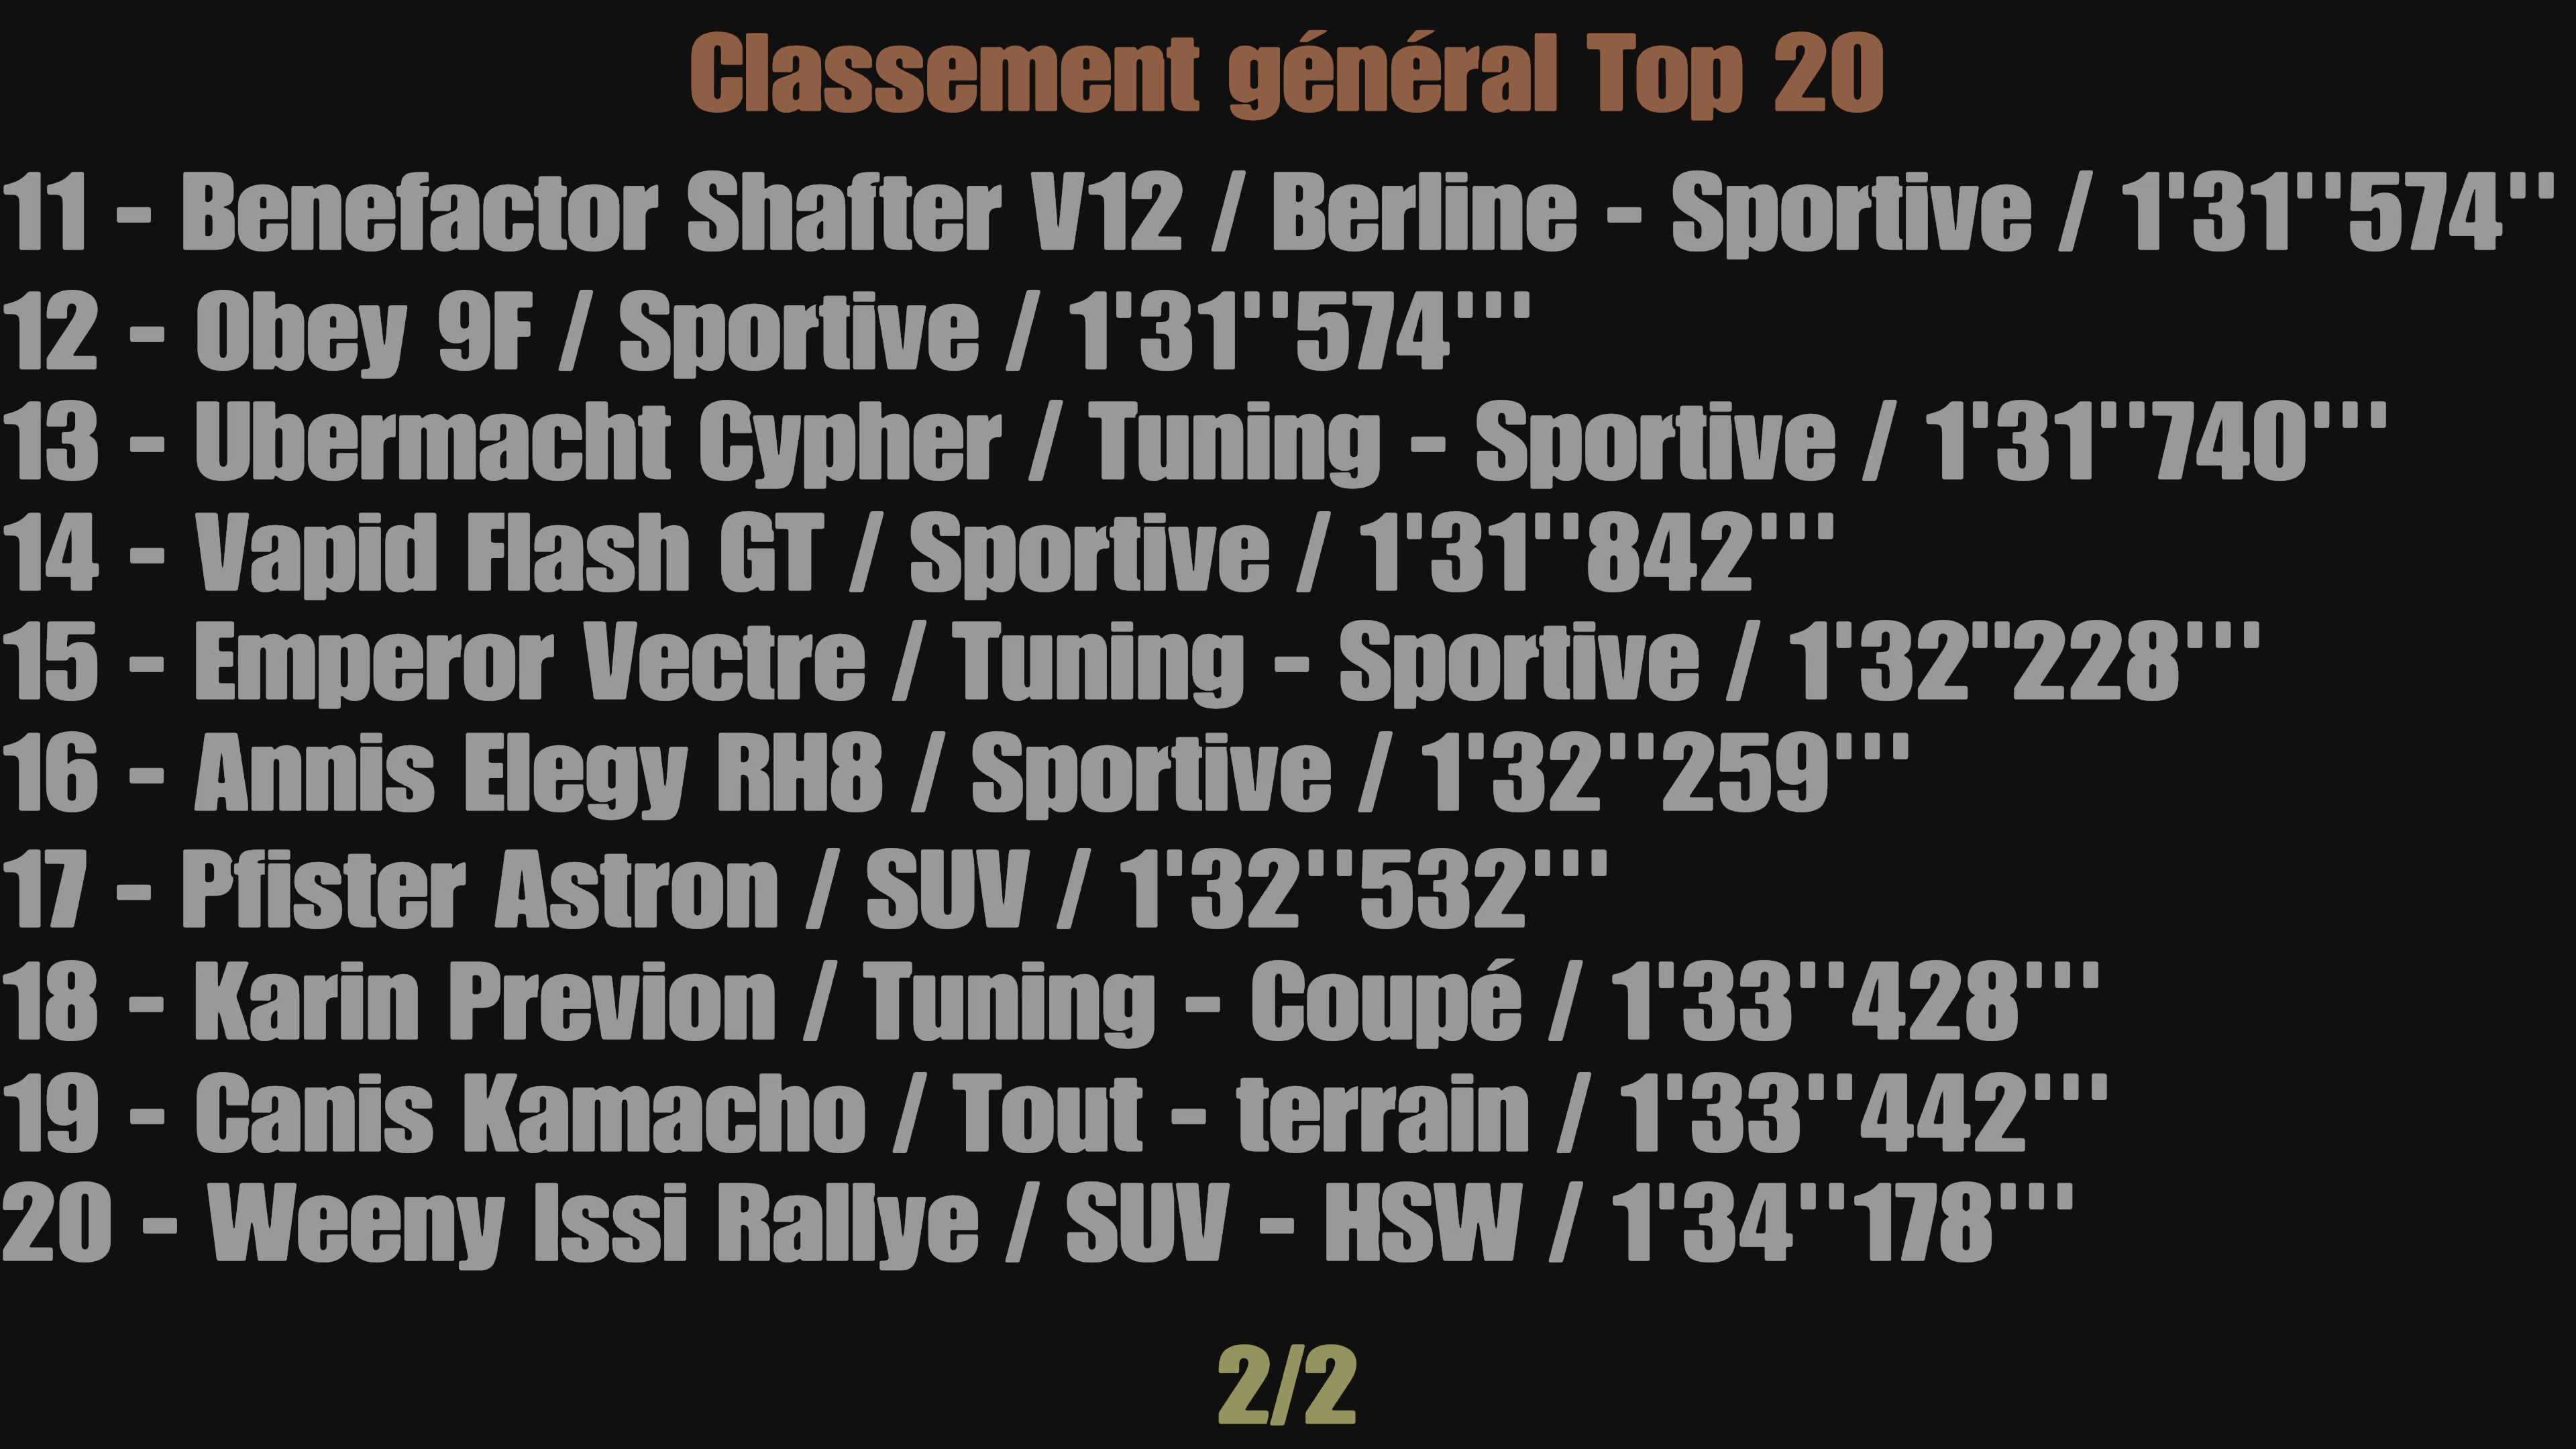 Classement général Top 20
11 - Benefactor Shafter V12 / Berline - Sportive / 1'31''574''
12 - Obey 9F / Sportive / 1'31''574'''
13 - Ubermacht Cypher / Tuning - Sportive / 1'31''740'''
14 - Vapid Flash GT / Sportive / 1'31''842'''
15 - Emperor Vectre / Tuning - Sportive / 1'32"228'''
16 - Annis Elegy RH8 / Sportive / 1'32''259'''
17 - Pfister Astron / SUV / 1'32''532'''
18 - Karin Previon / Tuning - Coupé / 1'33''428'''
19 - Canis Kamacho / Tout - terrain / 1'33''442'''
20 - Weeny Issi Rallye / SUV - HSW / 1'34''178'''
2/2